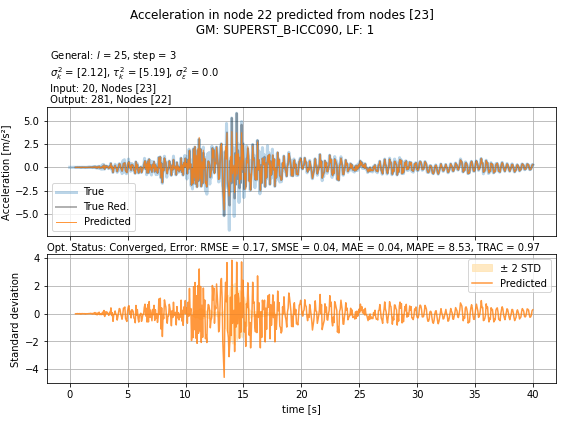 Acceleration in node 22 predicted from nodes [23]
GM: SUPERST_B-ICC090, LF: 1
General: l = 25, step = 3
σ²ₖ = [2.12], τ²ₖ = [5.19], σ²ε = 0.0
Input: 20, Nodes [23]
Output: 281, Nodes [22]
Acceleration [m/s²]
5.0
2.5
0.0
−2.5
−5.0
True
True Red.
Predicted
Opt. Status: Converged, Error: RMSE = 0.17, SMSE = 0.04, MAE = 0.04, MAPE = 8.53, TRAC = 0.97
Standard deviation
4
2
0
−2
−4
± 2 STD
Predicted
0 5 10 15 20 25 30 35 40
time [s]